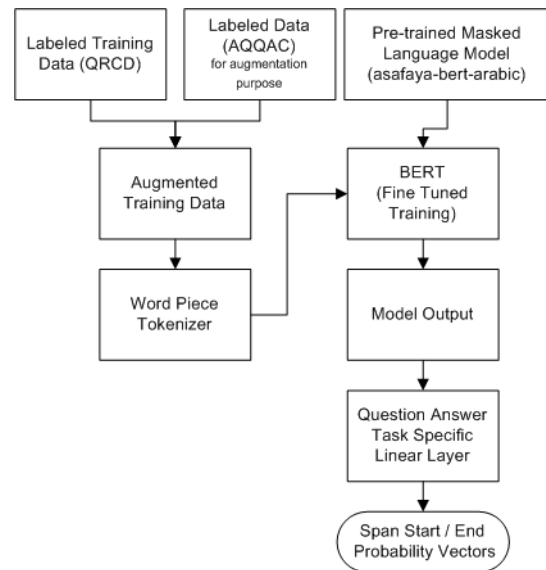 Labeled Training
Data (QRCD)
Labeled Data
(AQQAC)
for augmentation
purpose
Pre-trained Masked
Language Model
(asafaya-bert-arabic)
Augmented
Training Data
BERT
(Fine Tuned
Training)
Word Piece
Tokenizer
Model Output
Question Answer
Task Specific
Linear Layer
Span Start / End
Probability Vectors